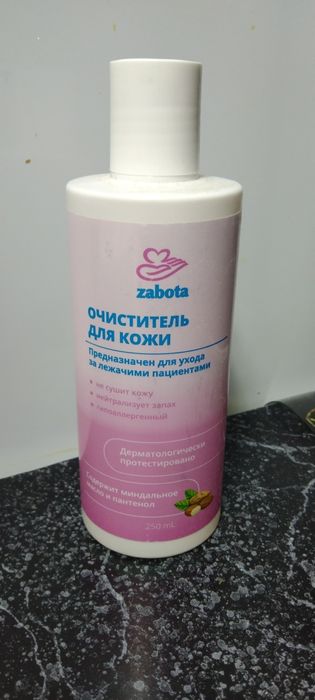 zabota
ОЧИСТИТЕЛЬ
ДЛЯ КОЖИ
Предназначен для ухода
за лежачими пациентами
• не сушит кожу
• нейтрализует запах
• гипоаллергенный
Дерматологически
протестировано
Содержит миндальное
масло и пантенол
250 mL